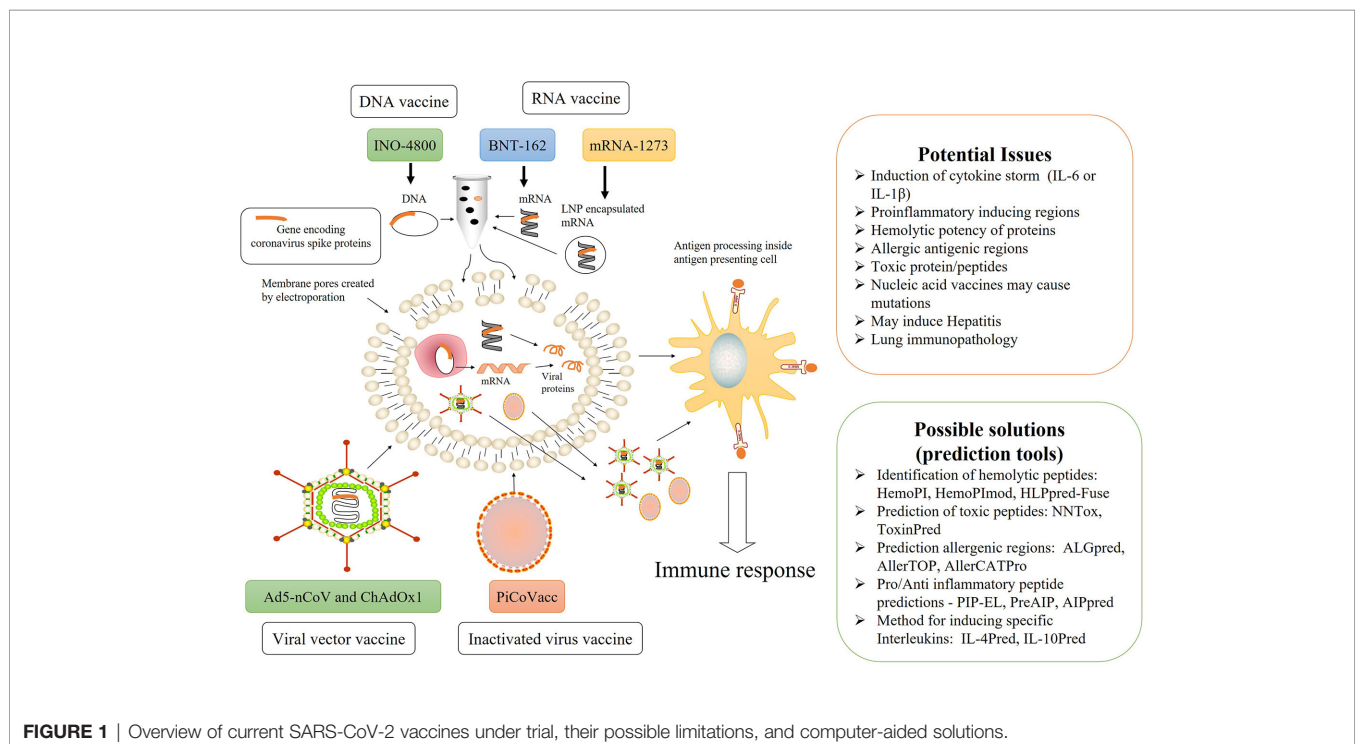 DNA vaccine
RNA vaccine
INO-4800
BNT-162
mRNA-1273
DNA
mRNA
LNP encapsulated
mRNA
Gene encoding
coronavirus spike proteins
Membrane pores created
by electroporation
mRNA
Viral
proteins
Antigen processing inside
antigen presenting cell
Immune response
Ad5-nCoV and ChAdOx1
Viral vector vaccine
PiCoVacc
Inactivated virus vaccine
Potential Issues
➤ Induction of cytokine storm (IL-6 or
IL-1β)
➤ Proinflammatory inducing regions
➤ Hemolytic potency of proteins
➤ Allergic antigenic regions
➤ Toxic protein/peptides
➤ Nucleic acid vaccines may cause
mutations
➤ May induce Hepatitis
➤ Lung immunopathology
Possible solutions
(prediction tools)
➤ Identification of hemolytic peptides:
HemoPI, HemoPImod, HLPpred-Fuse
➤ Prediction of toxic peptides: NNTox,
ToxinPred
➤ Prediction allergenic regions: ALGpred,
AllerTOP, AllerCATPro
➤ Pro/Anti inflammatory peptide
predictions - PIP-EL, PreAIP, AIPpred
➤ Method for inducing specific
Interleukins: IL-4Pred, IL-10Pred
FIGURE 1 | Overview of current SARS-CoV-2 vaccines under trial, their possible limitations, and computer-aided solutions.